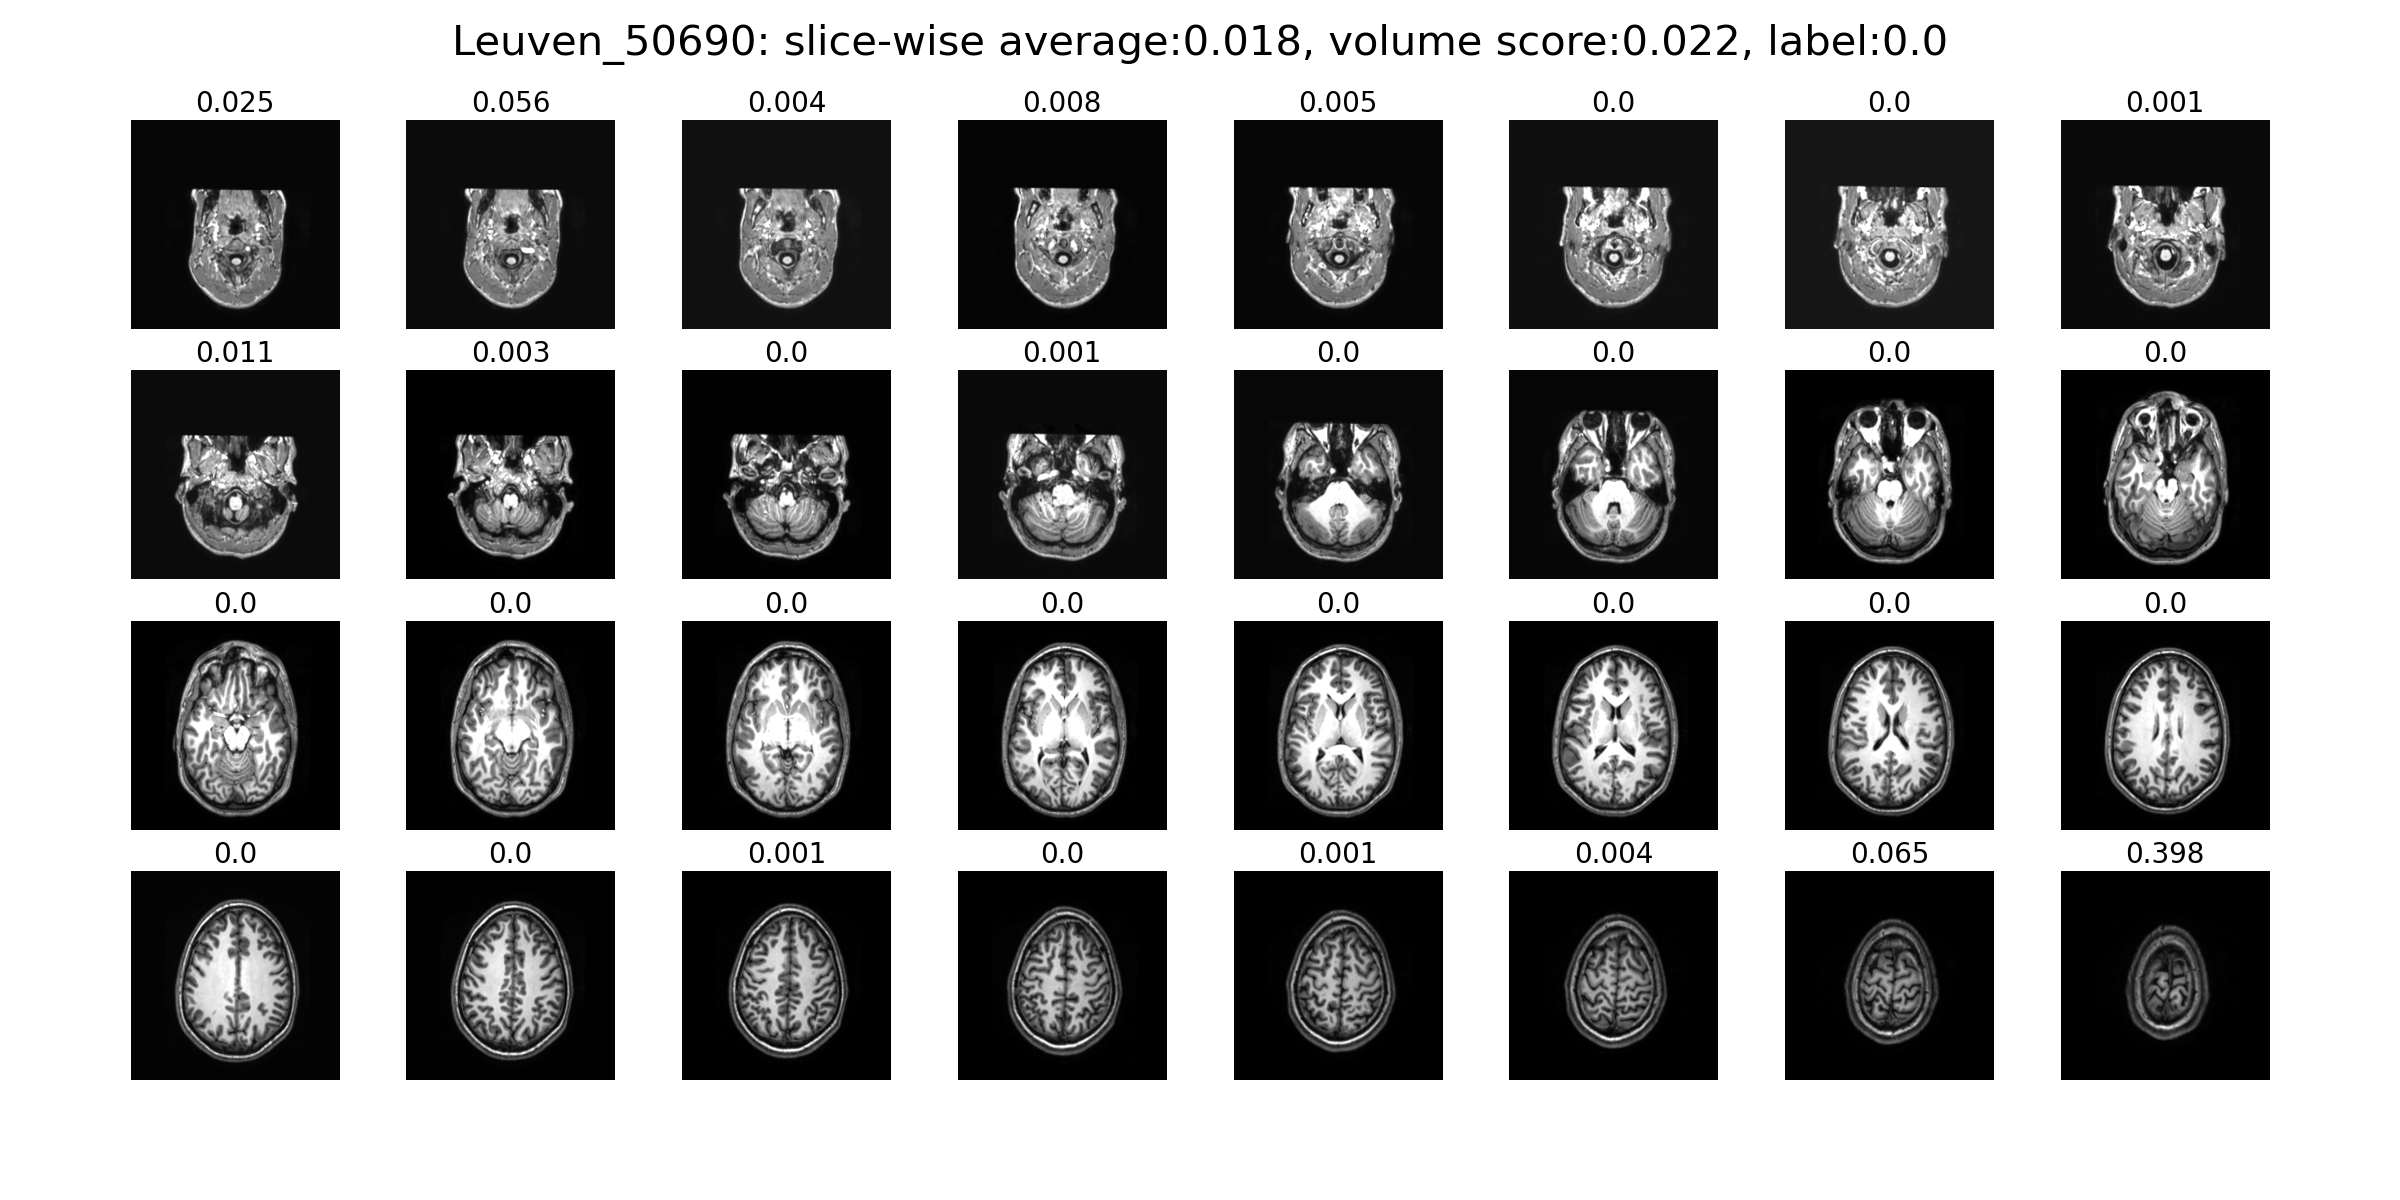 Leuven_50690: slice-wise average:0.018, volume score:0.022, label:0.0
0.025 0.056 0.004 0.008 0.005 0.0 0.0 0.001
0.011 0.003 0.0 0.001 0.0 0.0 0.0 0.0
0.0 0.0 0.0 0.0 0.0 0.0 0.0 0.0
0.0 0.0 0.001 0.0 0.001 0.004 0.065 0.398